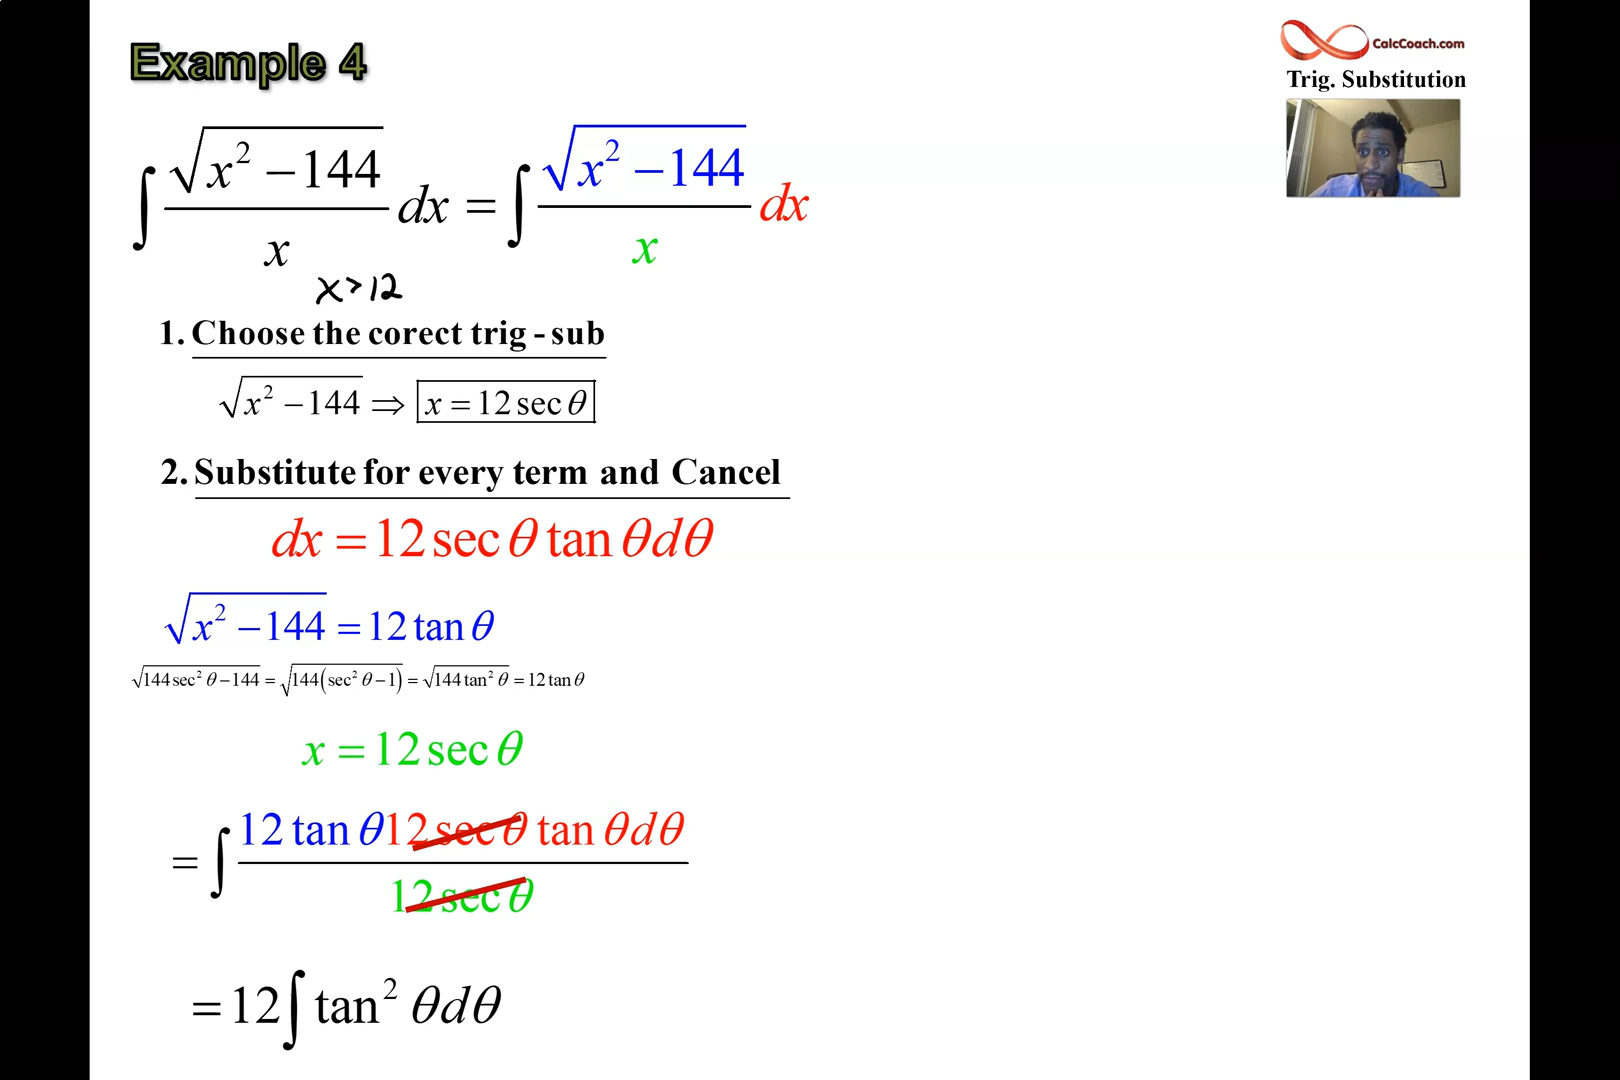 Example 4
CalcCoach.com
Trig. Substitution
∫ √(x² − 144) / x dx = ∫ √(x² − 144) / x dx
x > 12
1. Choose the corect trig - sub
√(x² − 144) ⇒ x = 12 sec θ
2. Substitute for every term and Cancel
dx = 12 sec θ tan θ dθ
√(x² − 144) = 12 tan θ
√(144 sec² θ − 144) = √(144(sec² θ − 1)) = √(144 tan² θ) = 12 tan θ
x = 12 sec θ
= ∫ 12 tan θ 12 sec θ tan θ dθ / 12 sec θ
= 12 ∫ tan² θ dθ